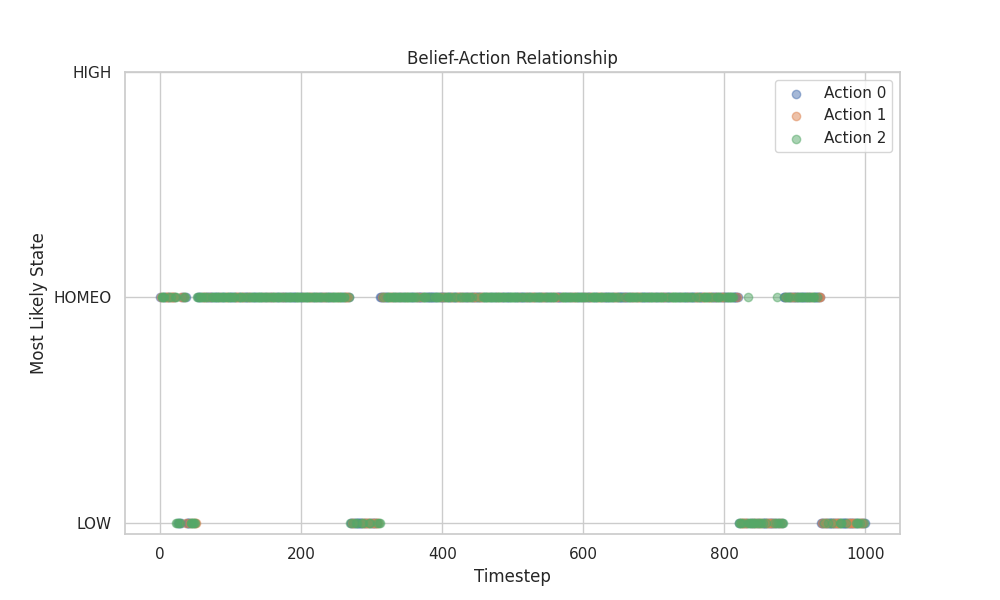 Belief-Action Relationship
HIGH
HOMEO
LOW
Most Likely State
Action 0
Action 1
Action 2
0
200
400
600
800
1000
Timestep